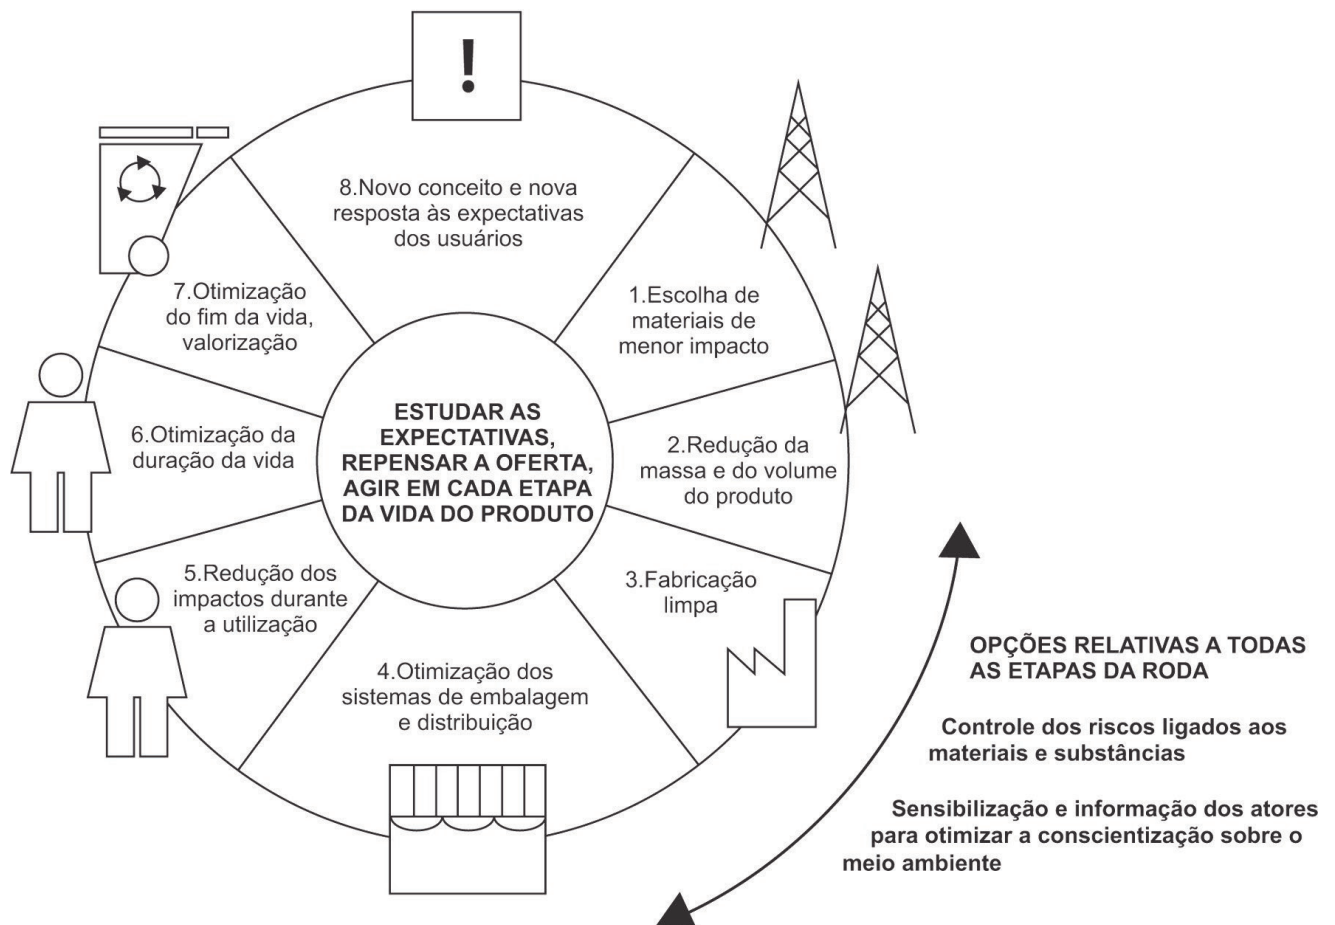 !
8.Novo conceito e nova
resposta às expectativas
dos usuários
1.Escolha de
materiais de
menor impacto
2.Redução da
massa e do volume
do produto
3.Fabricação
limpa
4.Otimização dos
sistemas de embalagem
e distribuição
5.Redução dos
impactos durante
a utilização
6.Otimização da
duração da vida
7.Otimização
do fim da vida,
valorização
ESTUDAR AS
EXPECTATIVAS,
REPENSAR A OFERTA,
AGIR EM CADA ETAPA
DA VIDA DO PRODUTO
OPÇÕES RELATIVAS A TODAS
AS ETAPAS DA RODA
Controle dos riscos ligados aos
materiais e substâncias
Sensibilização e informação dos atores
para otimizar a conscientização sobre o
meio ambiente